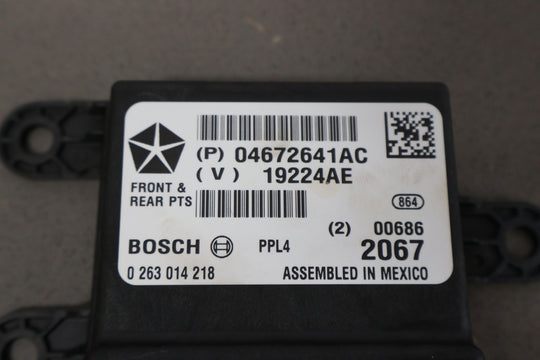 (P) 04672641AC
(V) 19224AE
FRONT &
REAR PTS
864
(2) 00686
BOSCH PPL4 2067
0 263 014 218 ASSEMBLED IN MEXICO